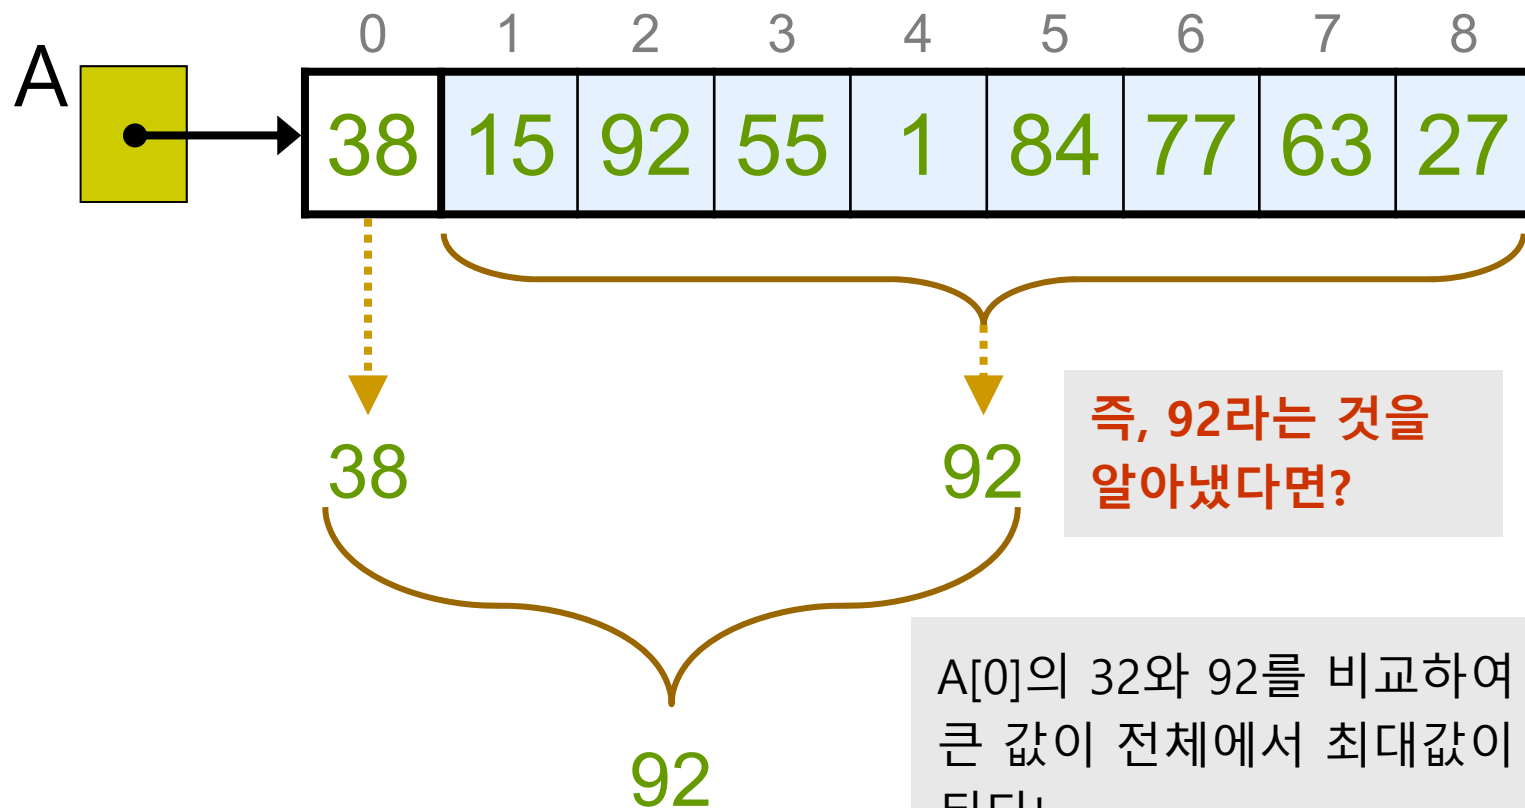 0 1 2 3 4 5 6 7 8
A
38 15 92 55 1 84 77 63 27
38
92
즉, 92라는 것을
알아냈다면?
A[0]의 32와 92를 비교하여
큰 값이 전체에서 최대값이
92